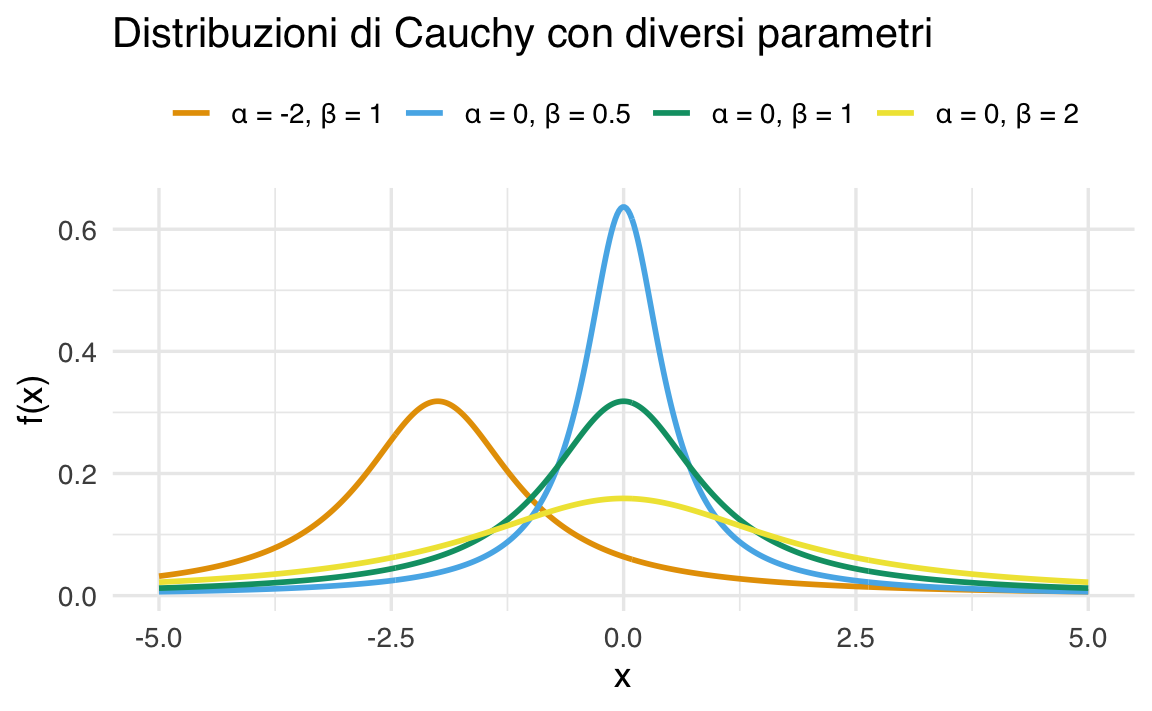 Distribuzioni di Cauchy con diversi parametri
α = -2, β = 1 α = 0, β = 0.5 α = 0, β = 1 α = 0, β = 2
0.6
0.4
0.2
0.0
f(x)
-5.0 -2.5 0.0 2.5 5.0
x